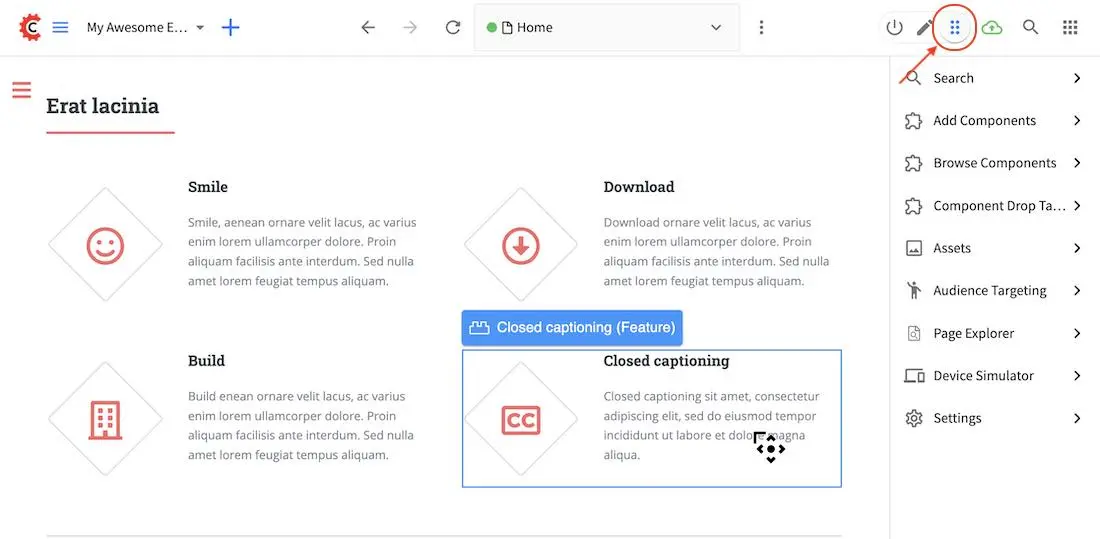 C My Awesome E... Home
Erat lacinia
Smile
Smile, aenean ornare velit lacus, ac varius
enim lorem ullamcorper dolore. Proin
aliquam facilisis ante interdum. Sed nulla
amet lorem feugiat tempus aliquam.
Download
Download ornare velit lacus, ac varius
enim lorem ullamcorper dolore. Proin
aliquam facilisis ante interdum. Sed nulla
amet lorem feugiat tempus aliquam.
Build
Build enean ornare velit lacus, ac varius
enim lorem ullamcorper dolore. Proin
aliquam facilisis ante interdum. Sed nulla
amet lorem feugiat tempus aliquam.
Closed captioning (Feature)
CC
Closed captioning
Closed captioning sit amet, consectetur
adipiscing elit, sed do eiusmod tempor
incididunt ut labore et dolore magna
aliqua.
Search
Add Components
Browse Components
Component Drop Ta...
Assets
Audience Targeting
Page Explorer
Device Simulator
Settings